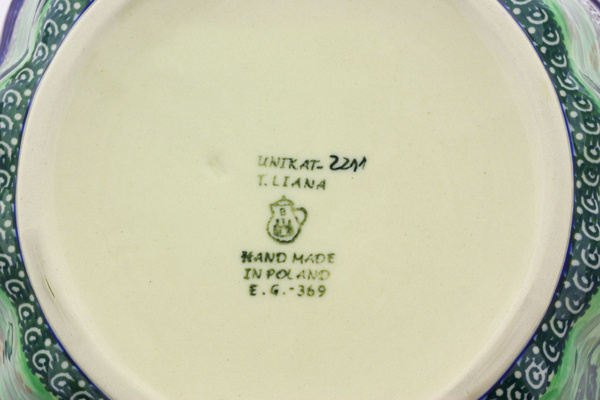 UNIKAT-2211
T. LIANA
HAND MADE
IN POLAND
E. G.-369